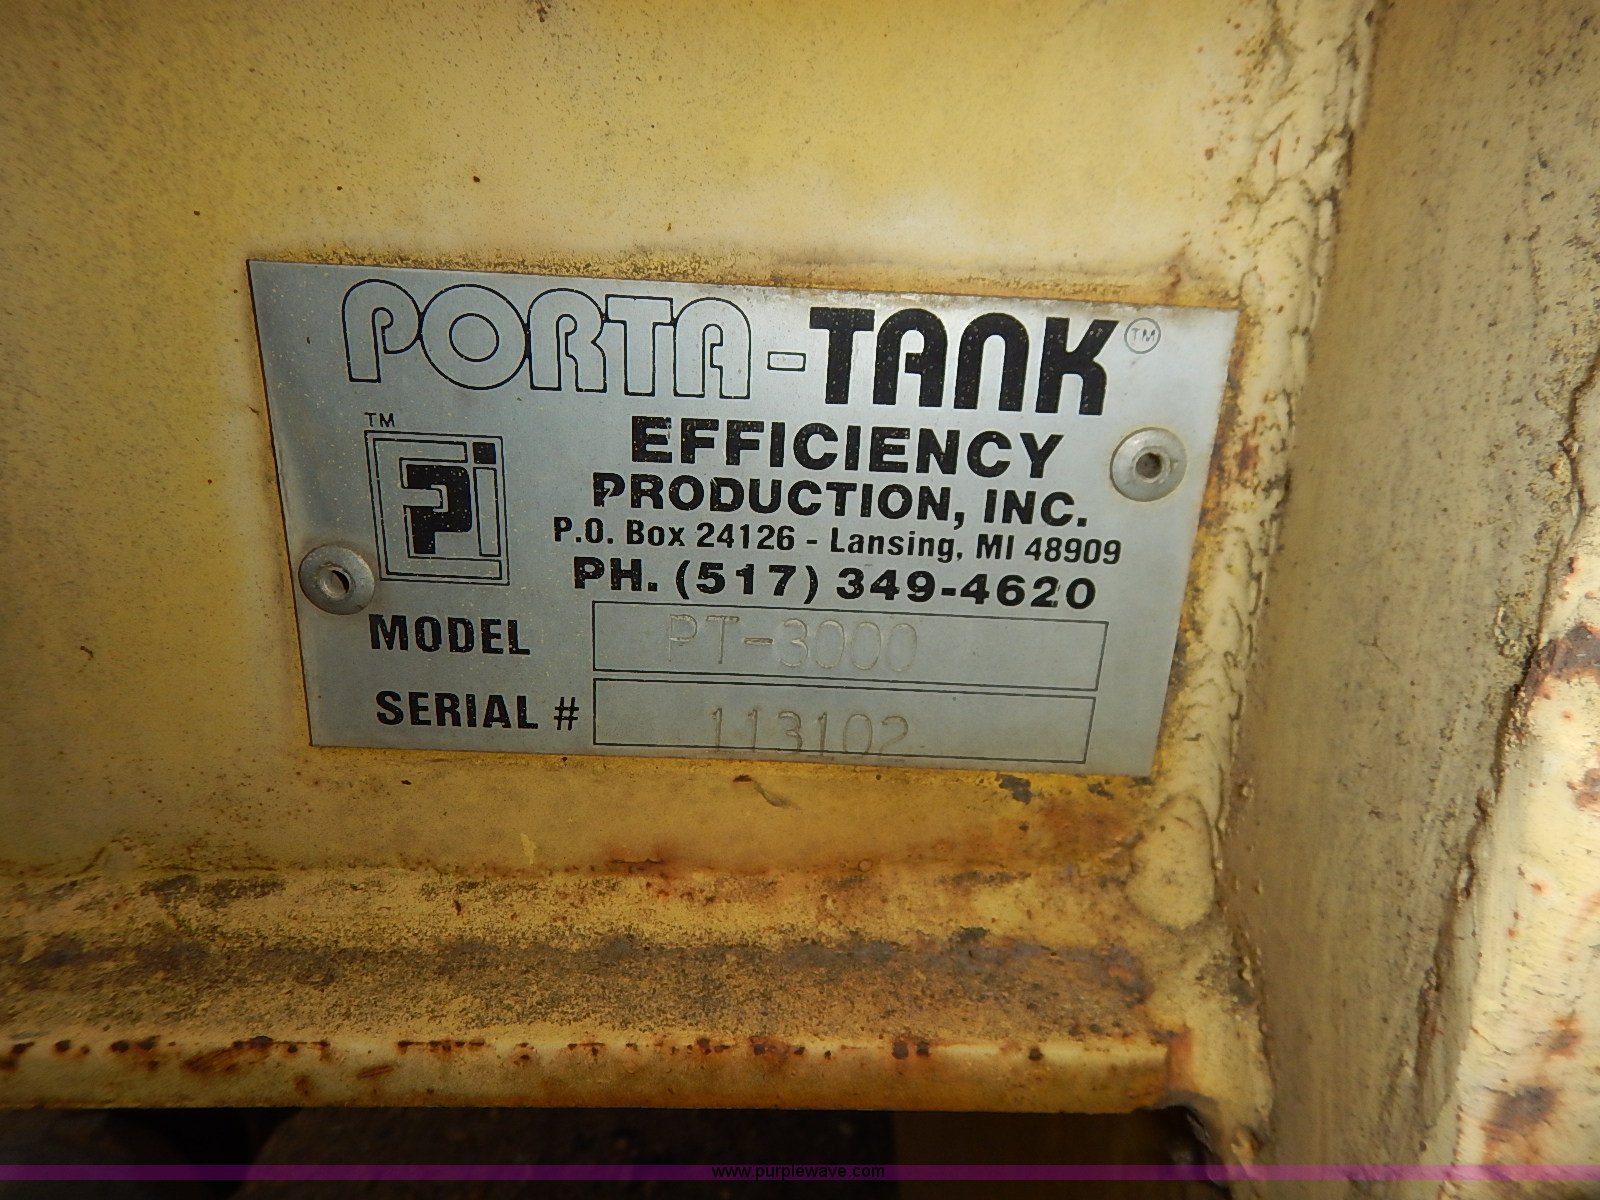 PORTA-TANK™
™
EPi
EFFICIENCY
PRODUCTION, INC.
P.O. Box 24126 - Lansing, MI 48909
PH. (517) 349-4620
MODEL PT-3000
SERIAL # 113102
www.purplewave.com